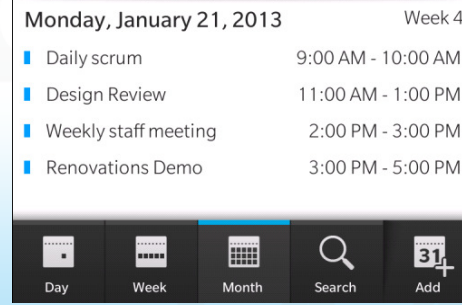 Monday, January 21, 2013 Week 4
Daily scrum 9:00 AM - 10:00 AM
Design Review 11:00 AM - 1:00 PM
Weekly staff meeting 2:00 PM - 3:00 PM
Renovations Demo 3:00 PM - 5:00 PM
31
Day Week Month Search Add